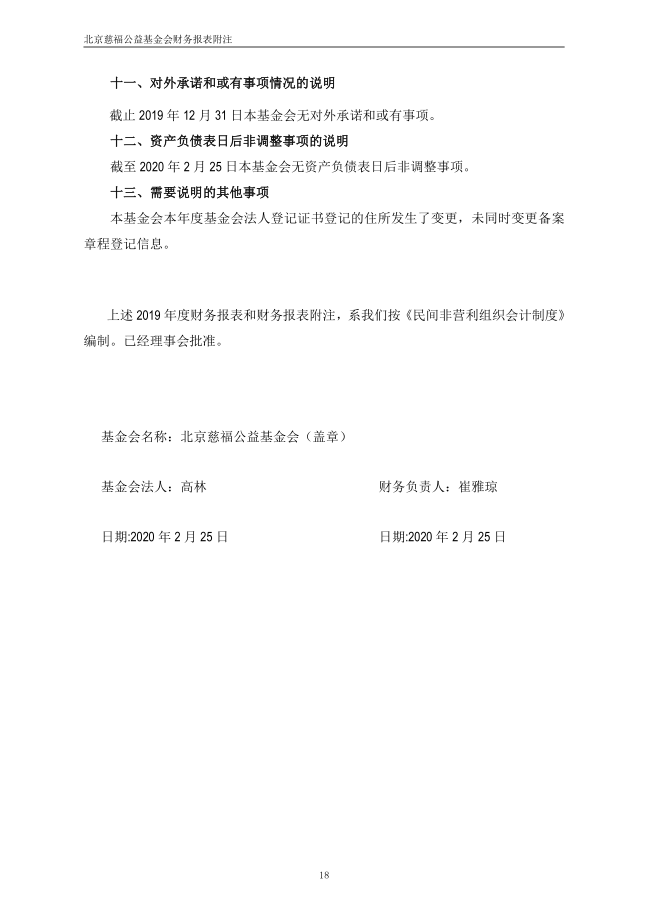 北京慈福公益基金会财务报表附注
十一、对外承诺和或有事项情况的说明
截止 2019 年 12 月 31 日本基金会无对外承诺和或有事项。
十二、资产负债表日后非调整事项的说明
截至 2020 年 2 月 25 日本基金会无资产负债表日后非调整事项。
十三、需要说明的其他事项
本基金会本年度基金会法人登记证书登记的住所发生了变更，未同时变更备案
章程登记信息。
上述 2019 年度财务报表和财务报表附注，系我们按《民间非营利组织会计制度》
编制。已经理事会批准。
基金会名称：北京慈福公益基金会（盖章）
基金会法人：高林 财务负责人：崔雅琼
日期:2020 年 2 月 25 日 日期:2020 年 2 月 25 日
18